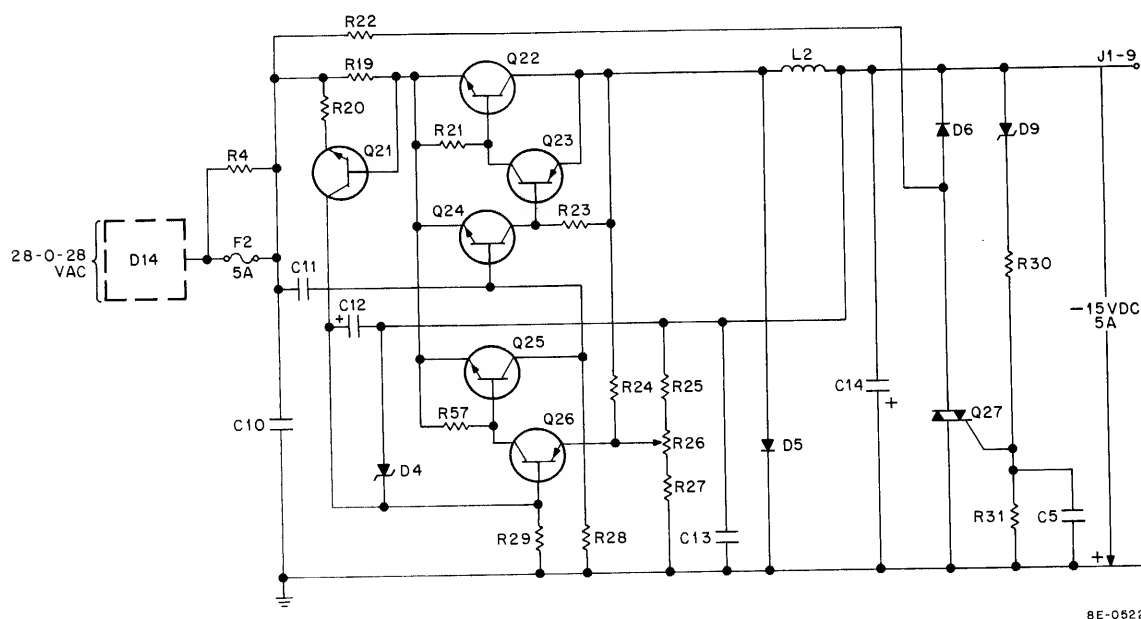 R22
Q22
L2
J1-9
R19
R20
Q21
R21
Q23
D6
D9
R4
Q24
R23
28-0-28
VAC
D14
F2
5A
C11
R30
C12
+
-15VDC
5A
Q25
R24
R25
C14
+
Q27
C10
R57
Q26
R26
D5
D4
R27
R29
R28
C13
R31
C5
+
8E-0522